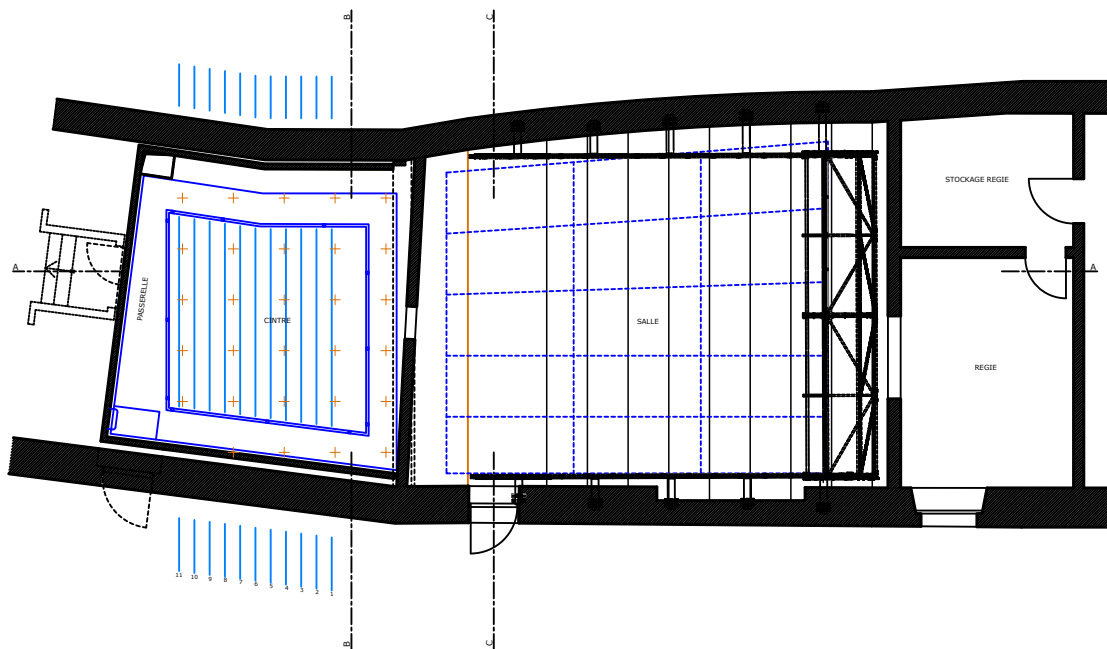 B
C
STOCKAGE REGIE
A
A
PASSERELLE
CINTRE
SALLE
REGIE
11
10
9
8
7
6
5
4
3
2
1
B
C